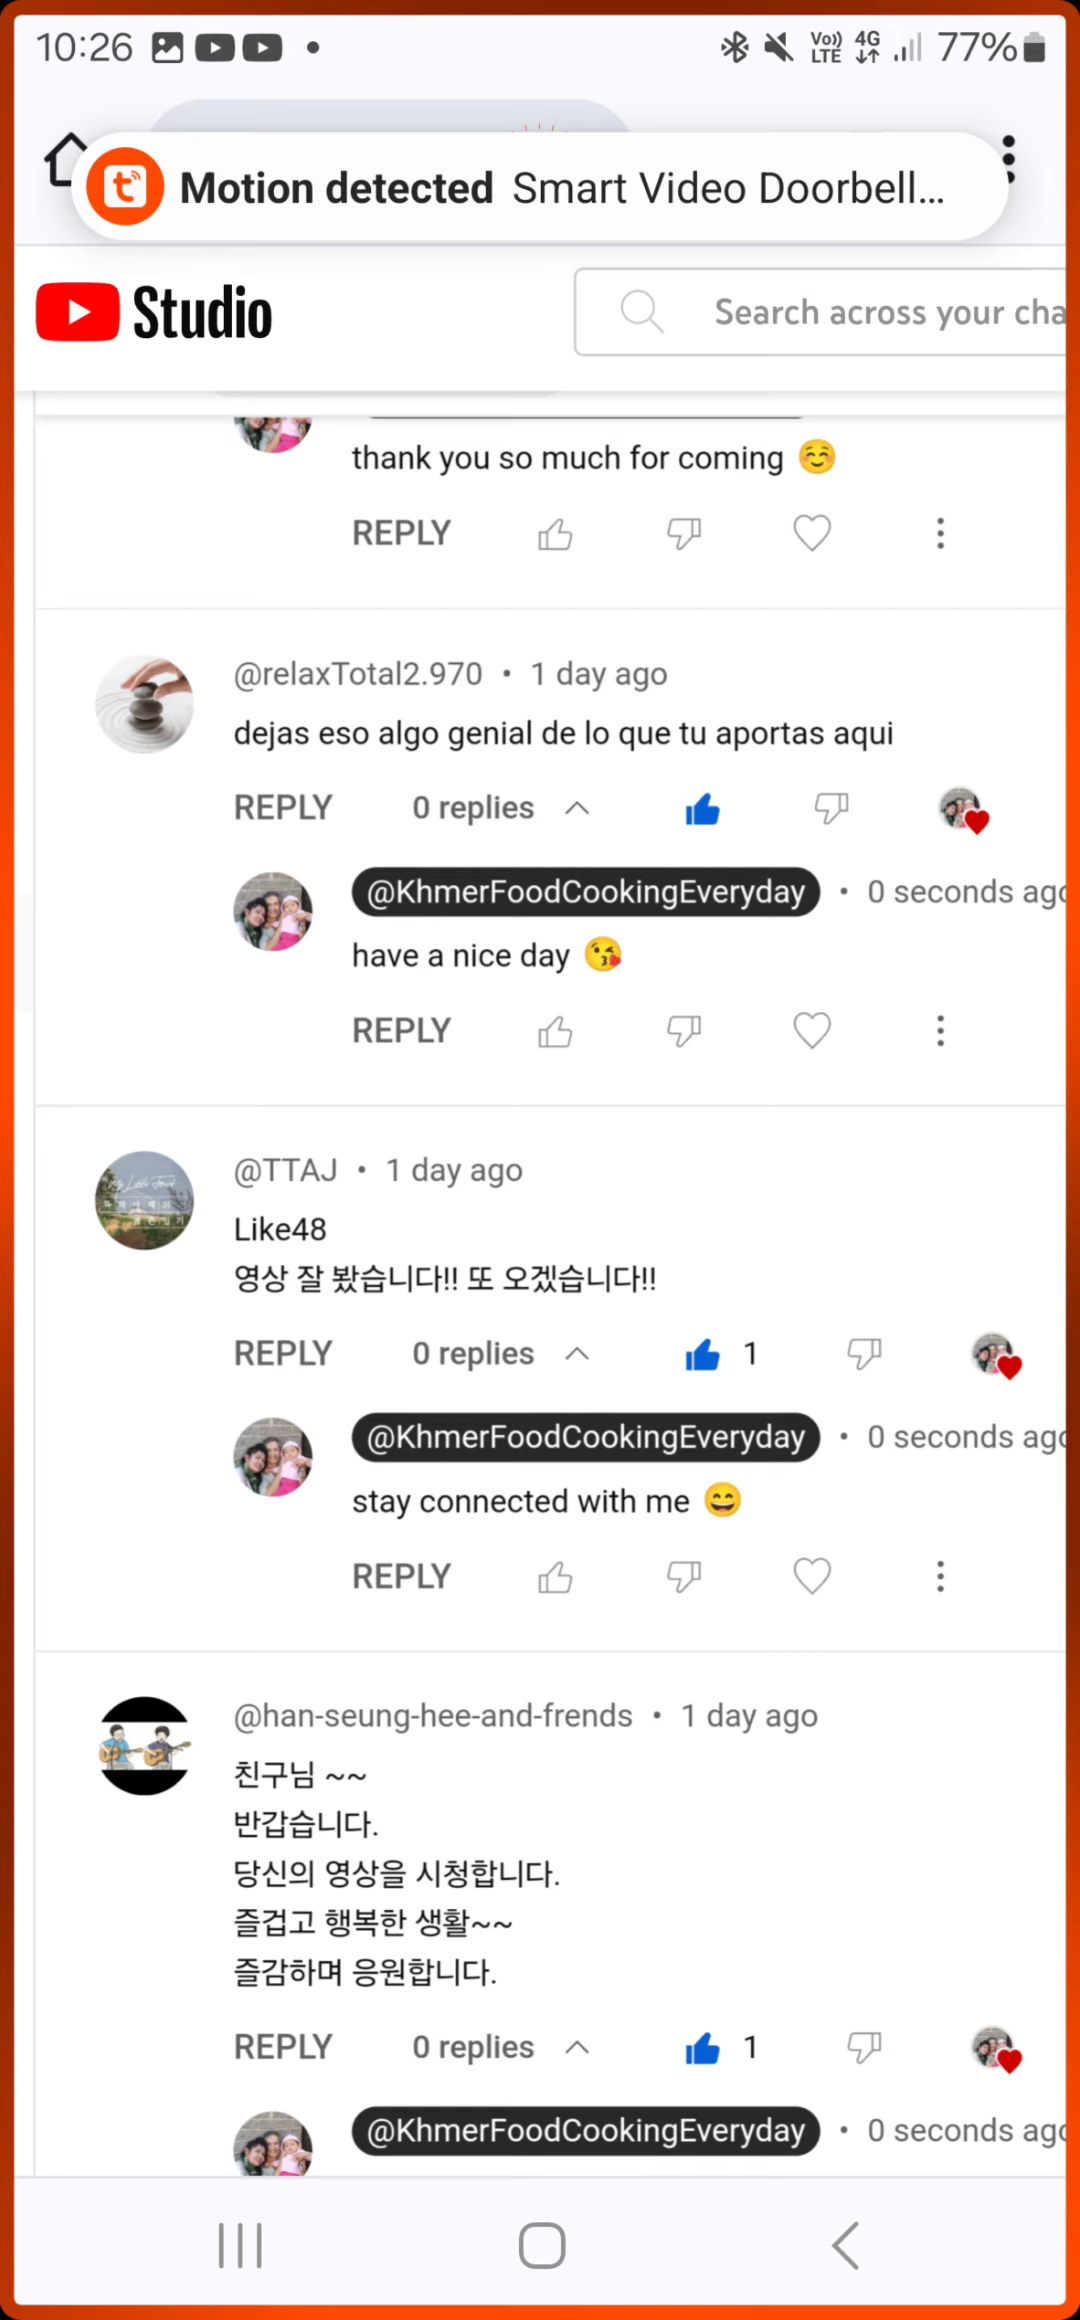 10:26
Vo)) LTE 4G 77%
Motion detected Smart Video Doorbell...
Studio
Search across your cha
thank you so much for coming ☺️
REPLY
@relaxTotal2.970 • 1 day ago
dejas eso algo genial de lo que tu aportas aqui
REPLY 0 replies
@KhmerFoodCookingEveryday • 0 seconds ago
have a nice day 😘
REPLY
@TTAJ • 1 day ago
Like48
영상 잘 봤습니다!! 또 오겠습니다!!
REPLY 0 replies 1
@KhmerFoodCookingEveryday • 0 seconds ago
stay connected with me 😄
REPLY
@han-seung-hee-and-frends • 1 day ago
친구님 ~~
반갑습니다.
당신의 영상을 시청합니다.
즐겁고 행복한 생활~~
즐감하며 응원합니다.
REPLY 0 replies 1
@KhmerFoodCookingEveryday • 0 seconds ago